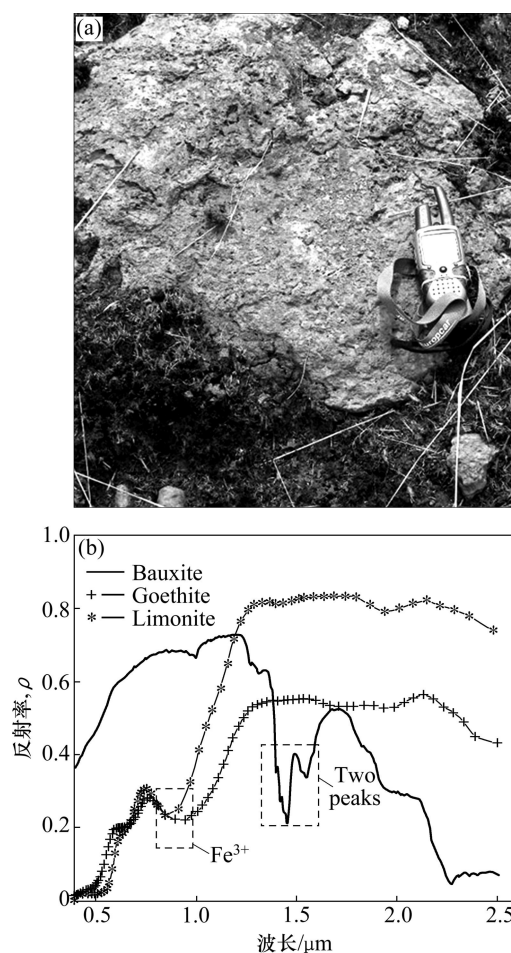 (a)
(b)
1.0
Bauxite
Goethite
Limonite
0.8
0.6
反射率, ρ
0.4
Two
peaks
0.2
Fe³⁺
0
0.5
1.0
1.5
2.0
2.5
波长/μm